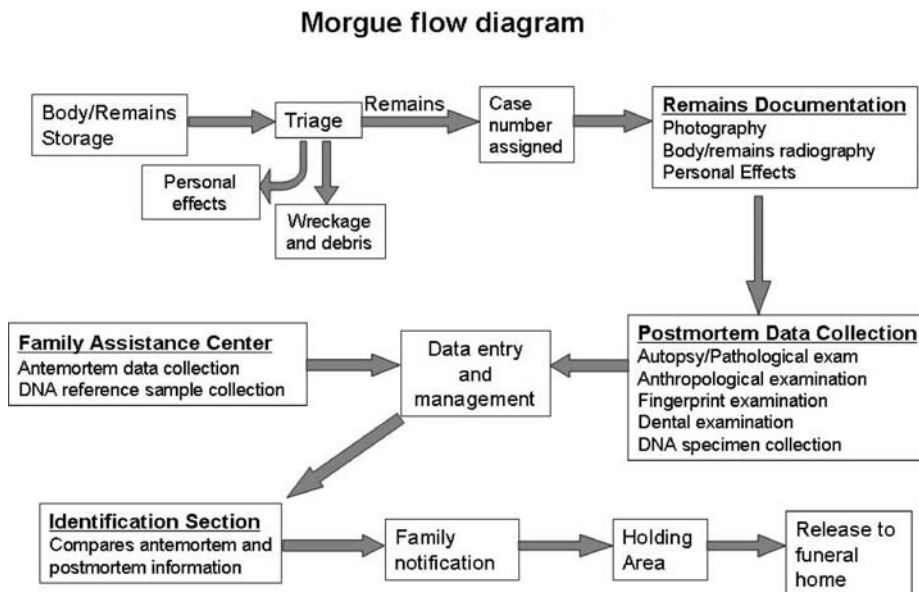 Morgue flow diagram
Body/Remains
Storage
Triage
Remains
Case
number
assigned
Remains Documentation
Photography
Body/remains radiography
Personal Effects
Personal
effects
Wreckage
and debris
Family Assistance Center
Antemortem data collection
DNA reference sample collection
Data entry
and
management
Postmortem Data Collection
Autopsy/Pathological exam
Anthropological examination
Fingerprint examination
Dental examination
DNA specimen collection
Identification Section
Compares antemortem and
postmortem information
Family
notification
Holding
Area
Release to
funeral
home